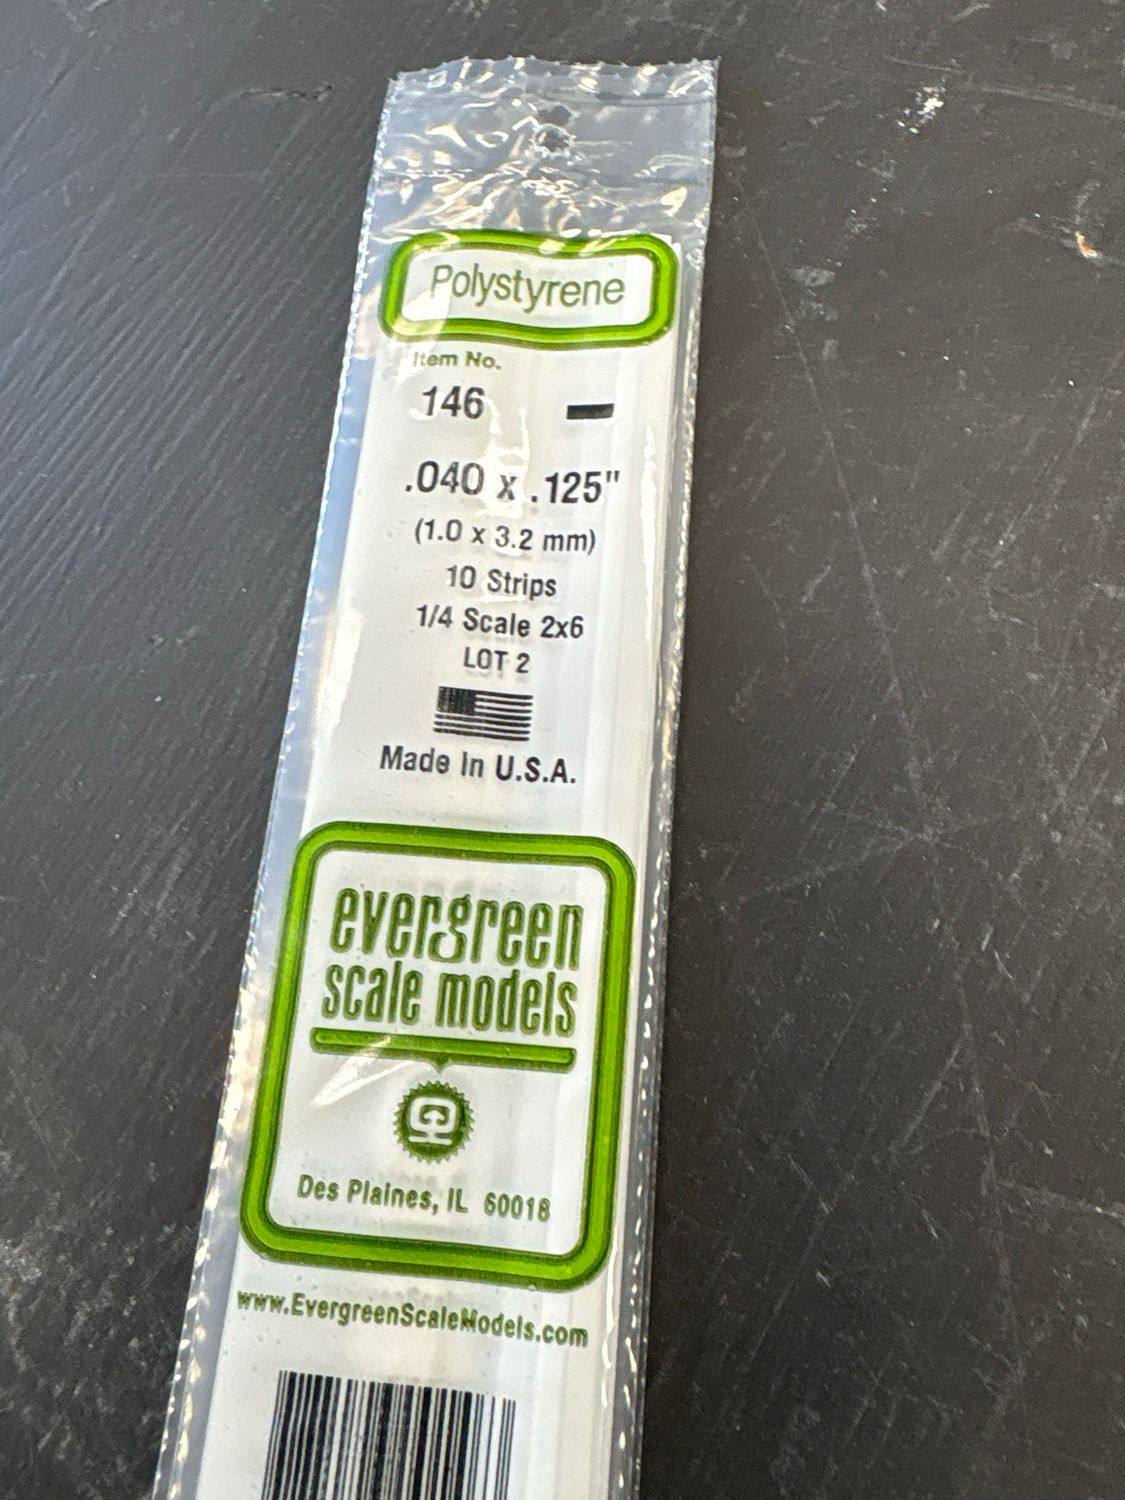 Polystyrene
Item No.
146
.040 x .125"
(1.0 x 3.2 mm)
10 Strips
1/4 Scale 2x6
LOT 2
Made In U.S.A.
evergreen
scale models
Des Plaines, IL 60018
www.EvergreenScaleModels.com